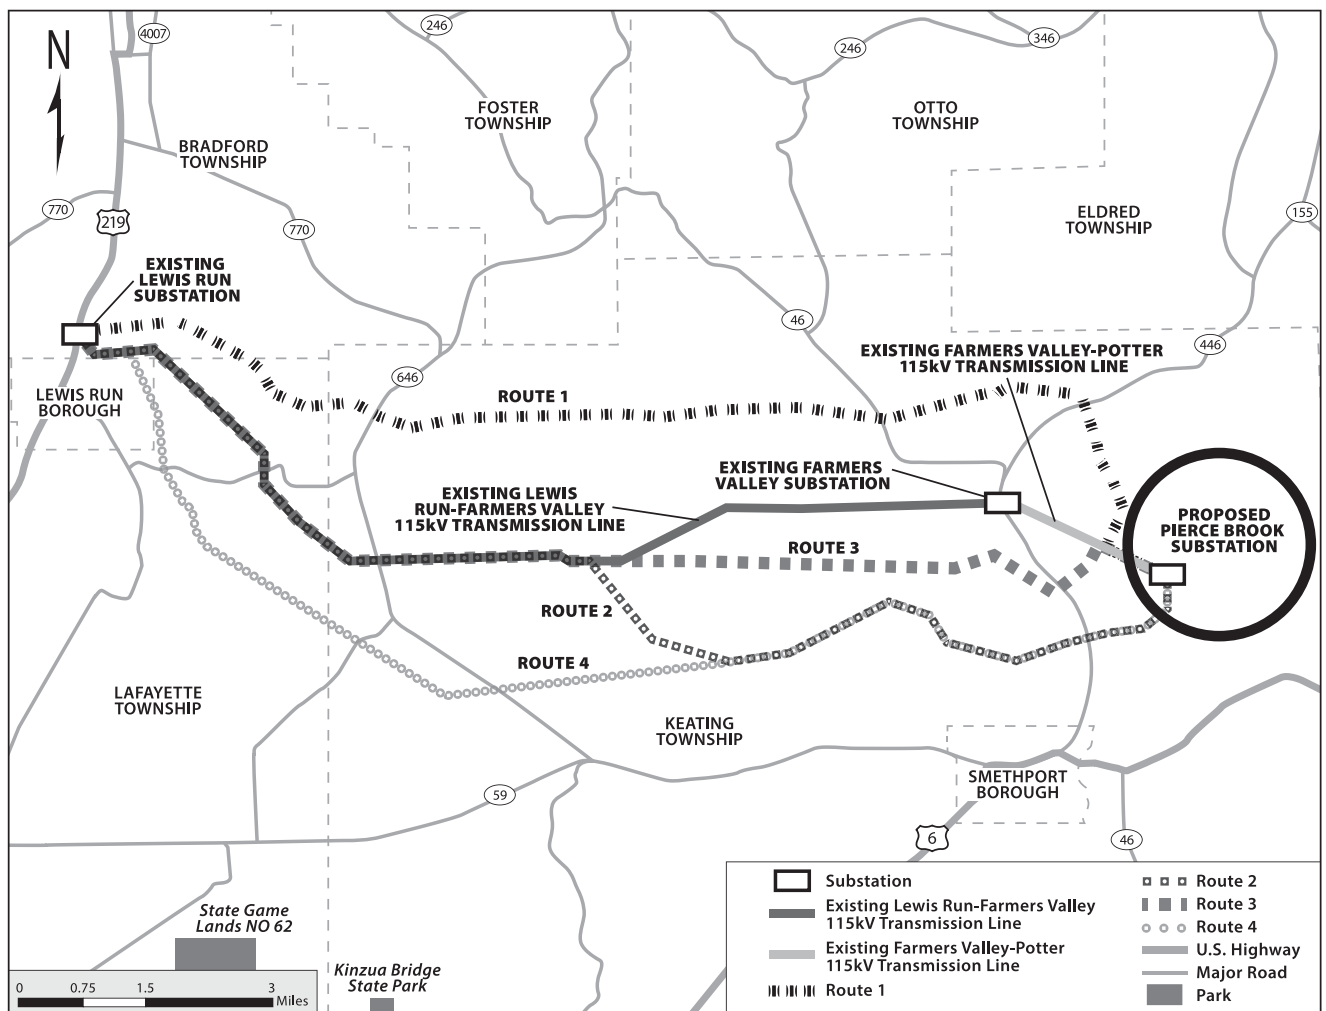 N
4007
246
246
346
FOSTER
TOWNSHIP
OTTO
TOWNSHIP
BRADFORD
TOWNSHIP
770
219
770
ELDRED
TOWNSHIP
155
EXISTING
LEWIS RUN
SUBSTATION
46
446
EXISTING FARMERS VALLEY-POTTER
115kV TRANSMISSION LINE
646
LEWIS RUN
BOROUGH
ROUTE 1
EXISTING FARMERS
VALLEY SUBSTATION
EXISTING LEWIS
RUN-FARMERS VALLEY
115kV TRANSMISSION LINE
PROPOSED
PIERCE BROOK
SUBSTATION
ROUTE 3
ROUTE 2
ROUTE 4
LAFAYETTE
TOWNSHIP
KEATING
TOWNSHIP
SMETHPORT
BOROUGH
59
6
46
State Game
Lands NO 62
Kinzua Bridge
State Park
0 0.75 1.5 3
Miles
Substation
Existing Lewis Run-Farmers Valley
115kV Transmission Line
Existing Farmers Valley-Potter
115kV Transmission Line
Route 1
Route 2
Route 3
Route 4
U.S. Highway
Major Road
Park